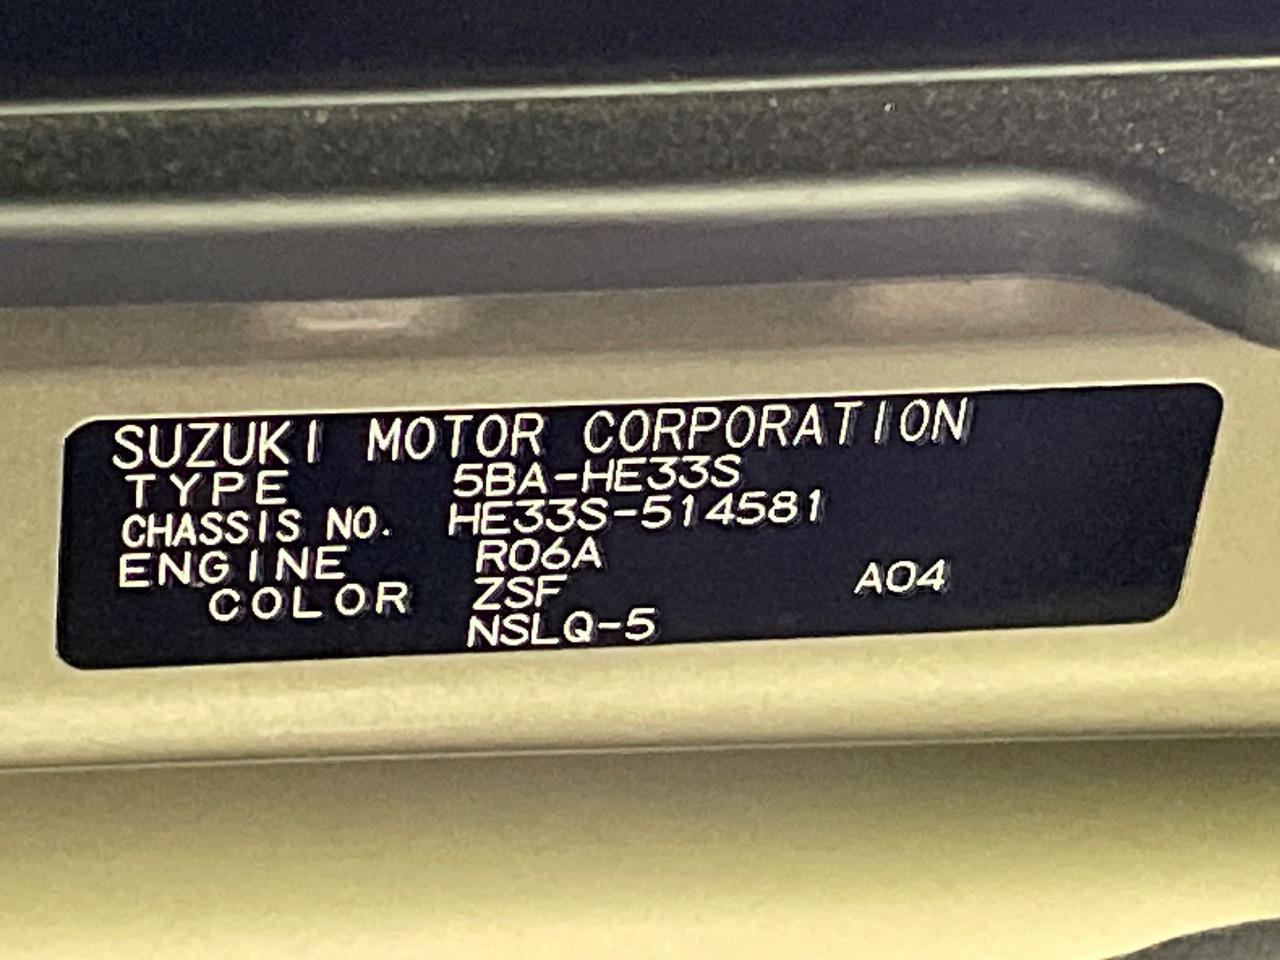 SUZUKI MOTOR CORPORATION
TYPE 5BA-HE33S
CHASSIS NO. HE33S-514581
ENGINE R06A
COLOR ZSF A04
NSLQ-5